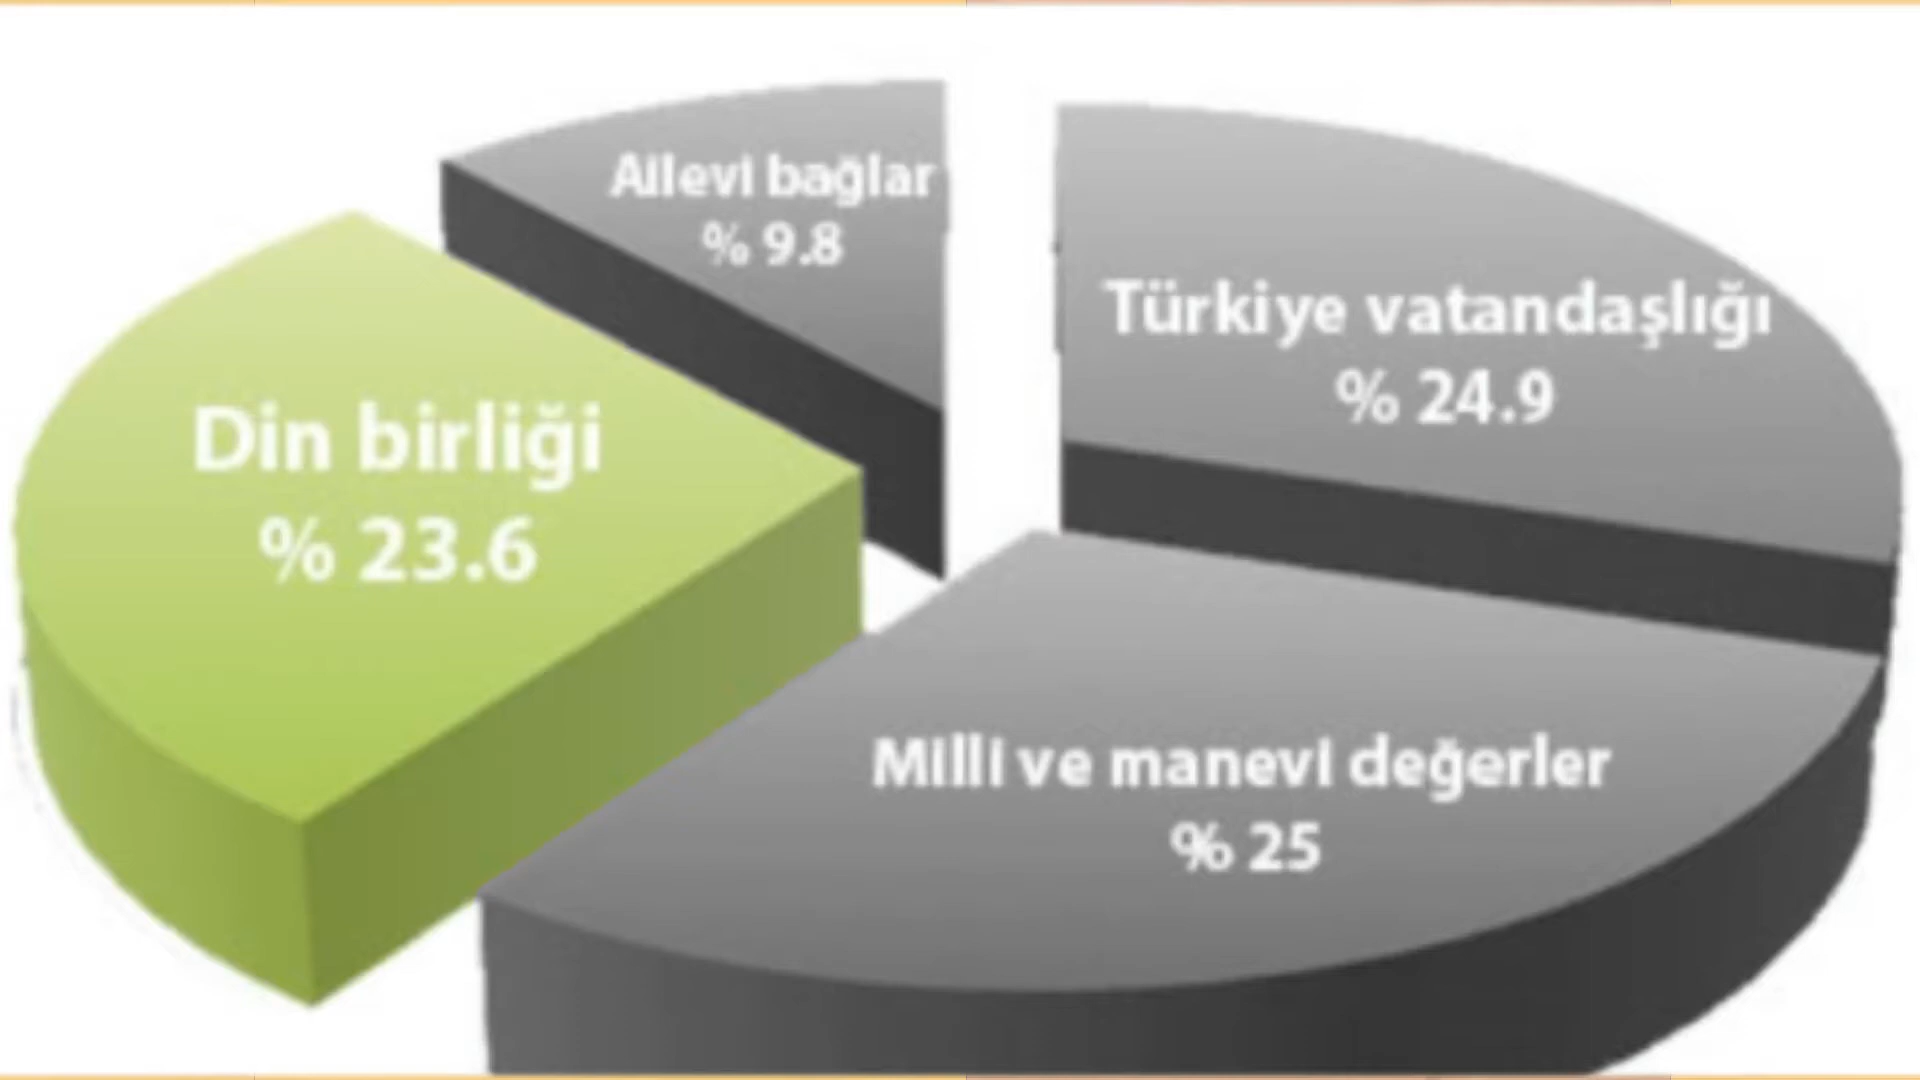 Ailevi bağlar
% 9.8
Türkiye vatandaşlığı
% 24.9
Din birliği
% 23.6
Milli ve manevi değerler
% 25